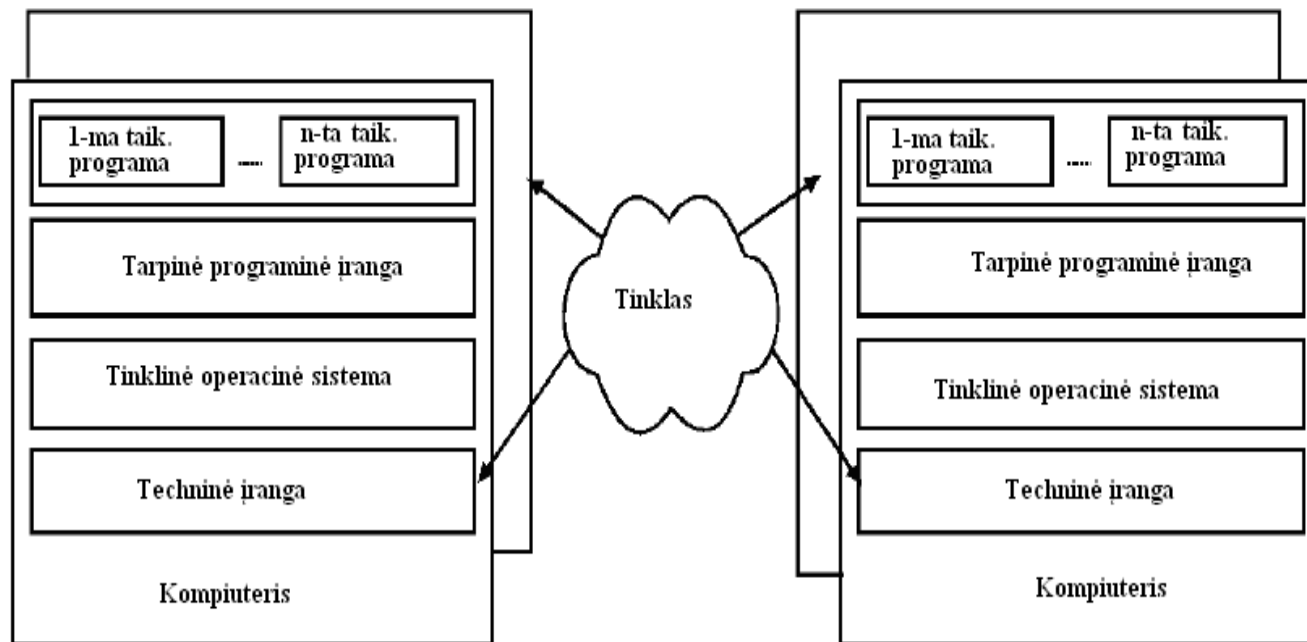 1-ma taik.
programa
.....
n-ta taik.
programa
Tarpinė programinė įranga
Tinklinė operacinė sistema
Techninė įranga
Kompiuteris
Tinklas
1-ma taik.
programa
.....
n-ta taik.
programa
Tarpinė programinė įranga
Tinklinė operacinė sistema
Techninė įranga
Kompiuteris